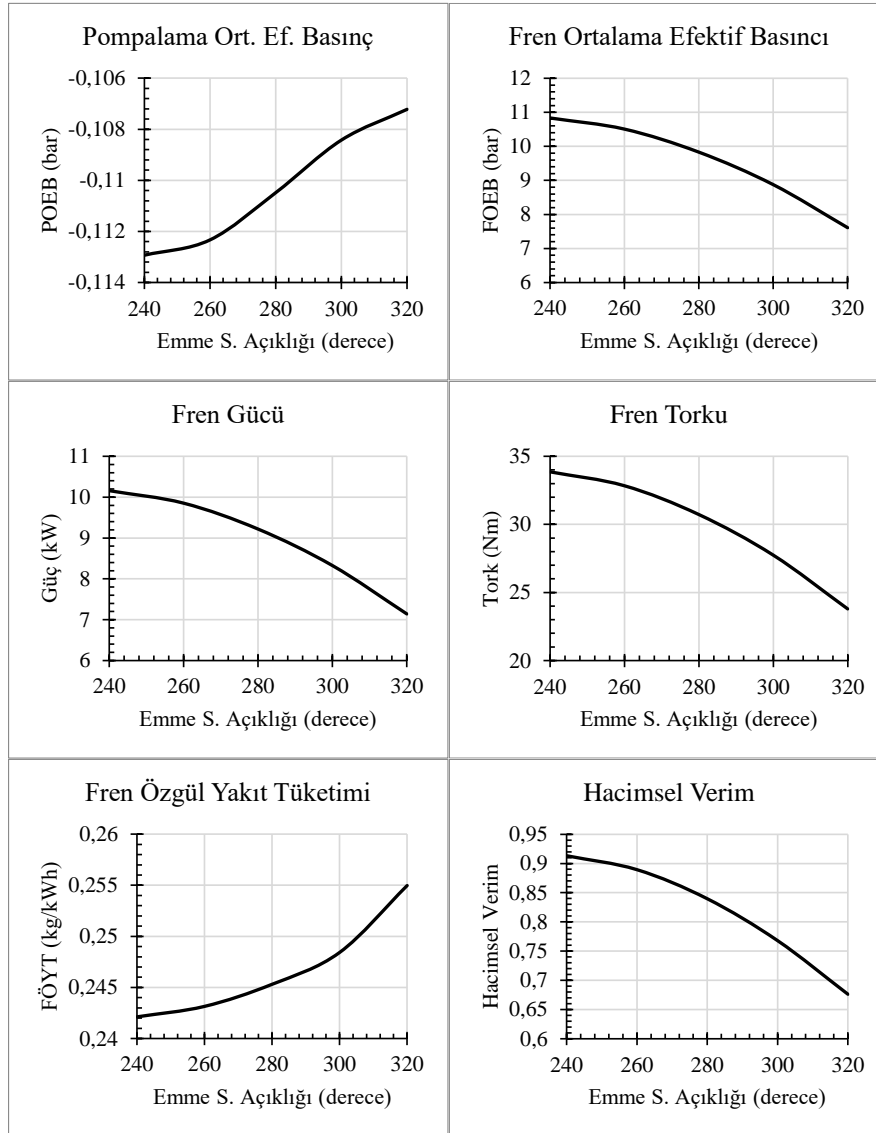 Pompalama Ort. Ef. Basınç
-0,106
-0,108
-0,11
-0,112
-0,114
POEB (bar)
240 260 280 300 320
Emme S. Açıklığı (derece)
Fren Ortalama Efektif Basıncı
12
11
10
9
8
7
6
FOEB (bar)
240 260 280 300 320
Emme S. Açıklığı (derece)
Fren Gücü
11
10
9
8
7
6
Güç (kW)
240 260 280 300 320
Emme S. Açıklığı (derece)
Fren Torku
35
33
25
23
20
Tork (Nm)
240 260 280 300 320
Emme S. Açıklığı (derece)
Fren Özgül Yakıt Tüketimi
0,26
0,255
0,25
0,245
0,24
FÖYT (kg/kWh)
240 260 280 300 320
Emme S. Açıklığı (derece)
Hacimsel Verim
0,95
0,9
0,85
0,8
0,75
0,7
0,65
0,6
Hacimsel Verim
240 260 280 300 320
Emme S. Açıklığı (derece)